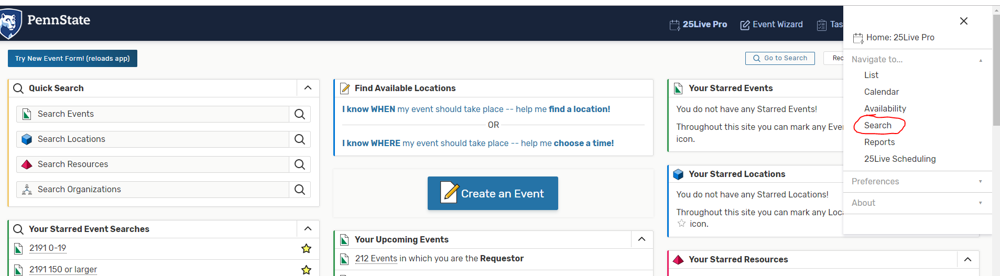 PennState
25Live Pro
Event Wizard
Tas
Home: 25Live Pro
Try New Event Form! (reloads app)
Go to Search
Rec
Navigate to...
List
Calendar
Availability
Search
Reports
25Live Scheduling
Preferences
About
Quick Search
Search Events
Search Locations
Search Resources
Search Organizations
Your Starred Event Searches
2191 0-19
2191 150 or larger
Find Available Locations
I know WHEN my event should take place -- help me find a location!
OR
I know WHERE my event should take place -- help me choose a time!
Create an Event
Your Upcoming Events
212 Events in which you are the Requestor
Your Starred Events
You do not have any Starred Events!
Throughout this site you can mark any Eve
icon.
Your Starred Locations
You do not have any Starred Locations!
Throughout this site you can mark any Loc
icon.
Your Starred Resources